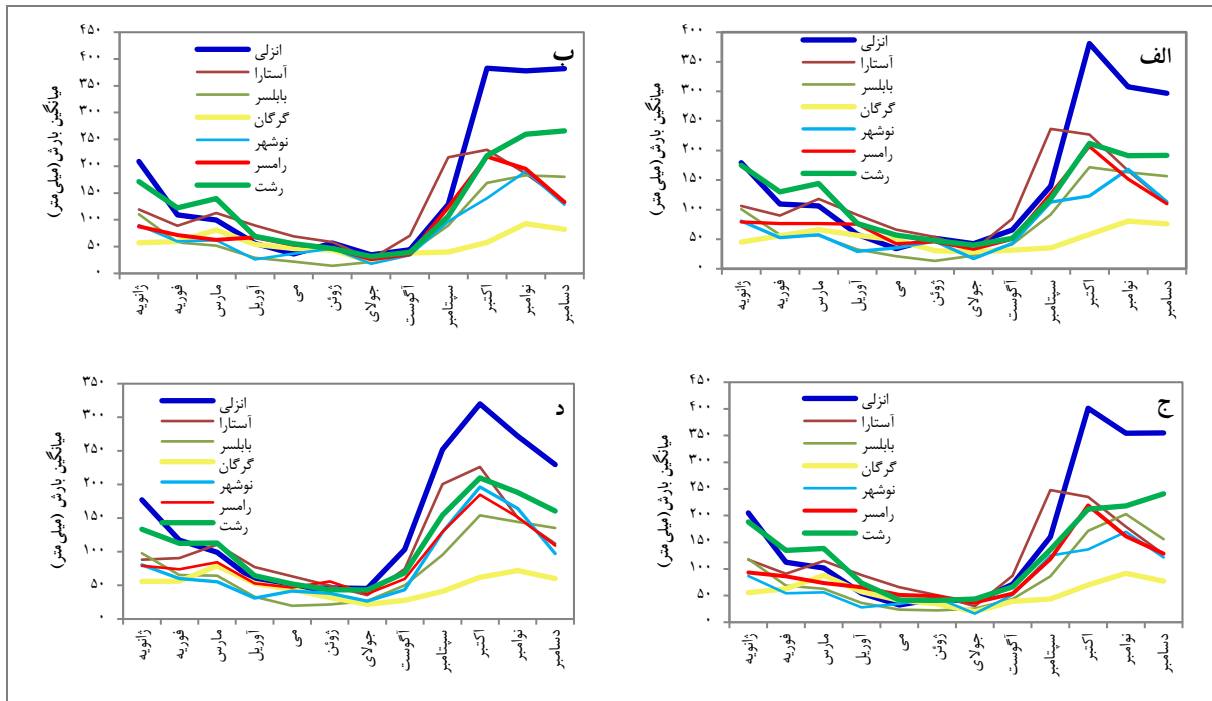 الف
میانگین بارش(میلی متر)
۴۰۰
۳۵۰
۳۰۰
۲۵۰
۲۰۰
۱۵۰
۱۰۰
۵۰
۰
انزلی
آستارا
بابلسر
گرگان
نوشهر
رامسر
رشت
ژانویه
فوریه
مارس
آوریل
می
ژوئن
جولای
آگوست
سپتامبر
اکتبر
نوامبر
دسامبر
ب
میانگین بارش(میلی متر)
۴۵۰
۴۰۰
۳۵۰
۳۰۰
۲۵۰
۲۰۰
۱۵۰
۱۰۰
۵۰
۰
انزلی
آستارا
بابلسر
گرگان
نوشهر
رامسر
رشت
ژانویه
فوریه
مارس
آوریل
می
ژوئن
جولای
آگوست
سپتامبر
اکتبر
نوامبر
دسامبر
ج
میانگین بارش(میلی متر)
۴۵۰
۴۰۰
۳۵۰
۳۰۰
۲۵۰
۲۰۰
۱۵۰
۱۰۰
۵۰
۰
انزلی
آستارا
بابلسر
گرگان
نوشهر
رامسر
رشت
ژانویه
فوریه
مارس
آوریل
می
ژوئن
جولای
آگوست
سپتامبر
اکتبر
نوامبر
دسامبر
د
میانگین بارش (میلی متر)
۳۵۰
۳۰۰
۲۵۰
۲۰۰
۱۵۰
۱۰۰
۵۰
۰
انزلی
آستارا
بابلسر
گرگان
نوشهر
رامسر
رشت
ژانویه
فوریه
مارس
آوریل
می
ژوئن
جولای
آگوست
سپتامبر
اکتبر
نوامبر
دسامبر